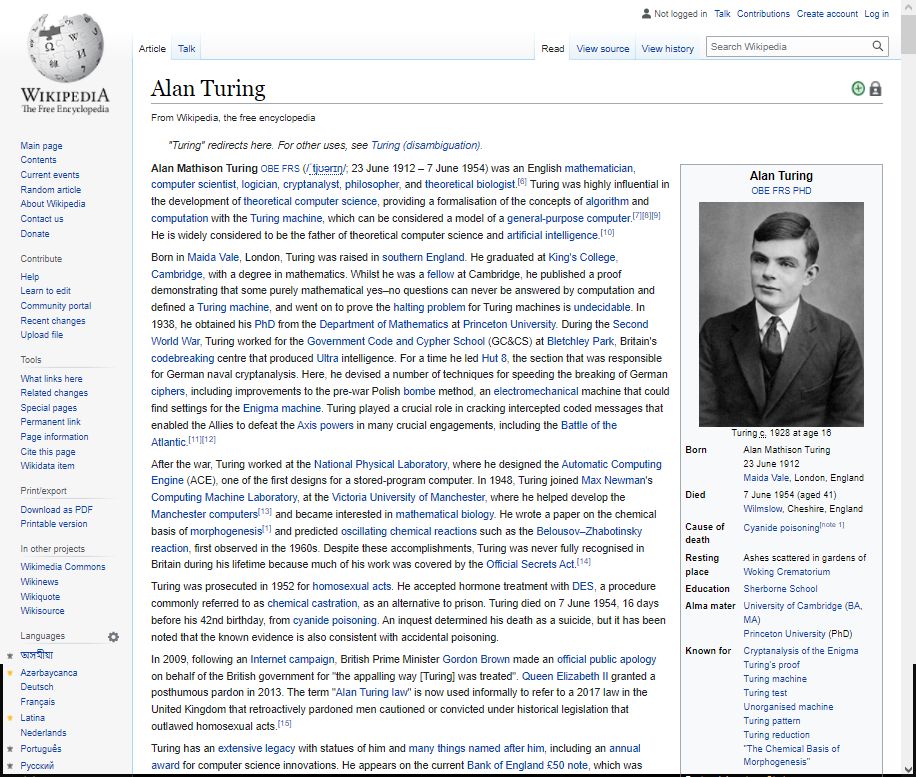 Not logged in Talk Contributions Create account Log in
Article Talk Read View source View history Search Wikipedia
WIKIPEDIA
The Free Encyclopedia
Main page
Contents
Current events
Random article
About Wikipedia
Contact us
Donate
Contribute
Help
Learn to edit
Community portal
Recent changes
Upload file
Tools
What links here
Related changes
Special pages
Permanent link
Page information
Cite this page
Wikidata item
Print/export
Download as PDF
Printable version
In other projects
Wikimedia Commons
Wikinews
Wikiquote
Wikisource
Languages
অসমীয়া
Azərbaycanca
Deutsch
Français
Latina
Nederlands
Português
Русский
Alan Turing
From Wikipedia, the free encyclopedia
"Turing" redirects here. For other uses, see Turing (disambiguation).
Alan Mathison Turing OBE FRS (/ˈtjʊərɪŋ/; 23 June 1912 – 7 June 1954) was an English mathematician,
computer scientist, logician, cryptanalyst, philosopher, and theoretical biologist.[6] Turing was highly influential in
the development of theoretical computer science, providing a formalisation of the concepts of algorithm and
computation with the Turing machine, which can be considered a model of a general-purpose computer.[7][8][9]
He is widely considered to be the father of theoretical computer science and artificial intelligence.[10]
Born in Maida Vale, London, Turing was raised in southern England. He graduated at King's College,
Cambridge, with a degree in mathematics. Whilst he was a fellow at Cambridge, he published a proof
demonstrating that some purely mathematical yes–no questions can never be answered by computation and
defined a Turing machine, and went on to prove the halting problem for Turing machines is undecidable. In
1938, he obtained his PhD from the Department of Mathematics at Princeton University. During the Second
World War, Turing worked for the Government Code and Cypher School (GC&CS) at Bletchley Park, Britain's
codebreaking centre that produced Ultra intelligence. For a time he led Hut 8, the section that was responsible
for German naval cryptanalysis. Here, he devised a number of techniques for speeding the breaking of German
ciphers, including improvements to the pre-war Polish bombe method, an electromechanical machine that could
find settings for the Enigma machine. Turing played a crucial role in cracking intercepted coded messages that
enabled the Allies to defeat the Axis powers in many crucial engagements, including the Battle of the
Atlantic.[11][12]
After the war, Turing worked at the National Physical Laboratory, where he designed the Automatic Computing
Engine (ACE), one of the first designs for a stored-program computer. In 1948, Turing joined Max Newman's
Computing Machine Laboratory, at the Victoria University of Manchester, where he helped develop the
Manchester computers[13] and became interested in mathematical biology. He wrote a paper on the chemical
basis of morphogenesis[1] and predicted oscillating chemical reactions such as the Belousov–Zhabotinsky
reaction, first observed in the 1960s. Despite these accomplishments, Turing was never fully recognised in
Britain during his lifetime because much of his work was covered by the Official Secrets Act.[14]
Turing was prosecuted in 1952 for homosexual acts. He accepted hormone treatment with DES, a procedure
commonly referred to as chemical castration, as an alternative to prison. Turing died on 7 June 1954, 16 days
before his 42nd birthday, from cyanide poisoning. An inquest determined his death as a suicide, but it has been
noted that the known evidence is also consistent with accidental poisoning.
In 2009, following an Internet campaign, British Prime Minister Gordon Brown made an official public apology
on behalf of the British government for "the appalling way [Turing] was treated". Queen Elizabeth II granted a
posthumous pardon in 2013. The term "Alan Turing law" is now used informally to refer to a 2017 law in the
United Kingdom that retroactively pardoned men cautioned or convicted under historical legislation that
outlawed homosexual acts.[15]
Turing has an extensive legacy with statues of him and many things named after him, including an annual
award for computer science innovations. He appears on the current Bank of England £50 note, which was
Alan Turing
OBE FRS PHD
Turing c. 1928 at age 16
Born Alan Mathison Turing
23 June 1912
Maida Vale, London, England
Died 7 June 1954 (aged 41)
Wilmslow, Cheshire, England
Cause of Cyanide poisoning[note 1]
death
Resting Ashes scattered in gardens of
place Woking Crematorium
Education Sherborne School
Alma mater University of Cambridge (BA,
MA)
Princeton University (PhD)
Known for Cryptanalysis of the Enigma
Turing's proof
Turing machine
Turing test
Unorganised machine
Turing pattern
Turing reduction
"The Chemical Basis of
Morphogenesis"